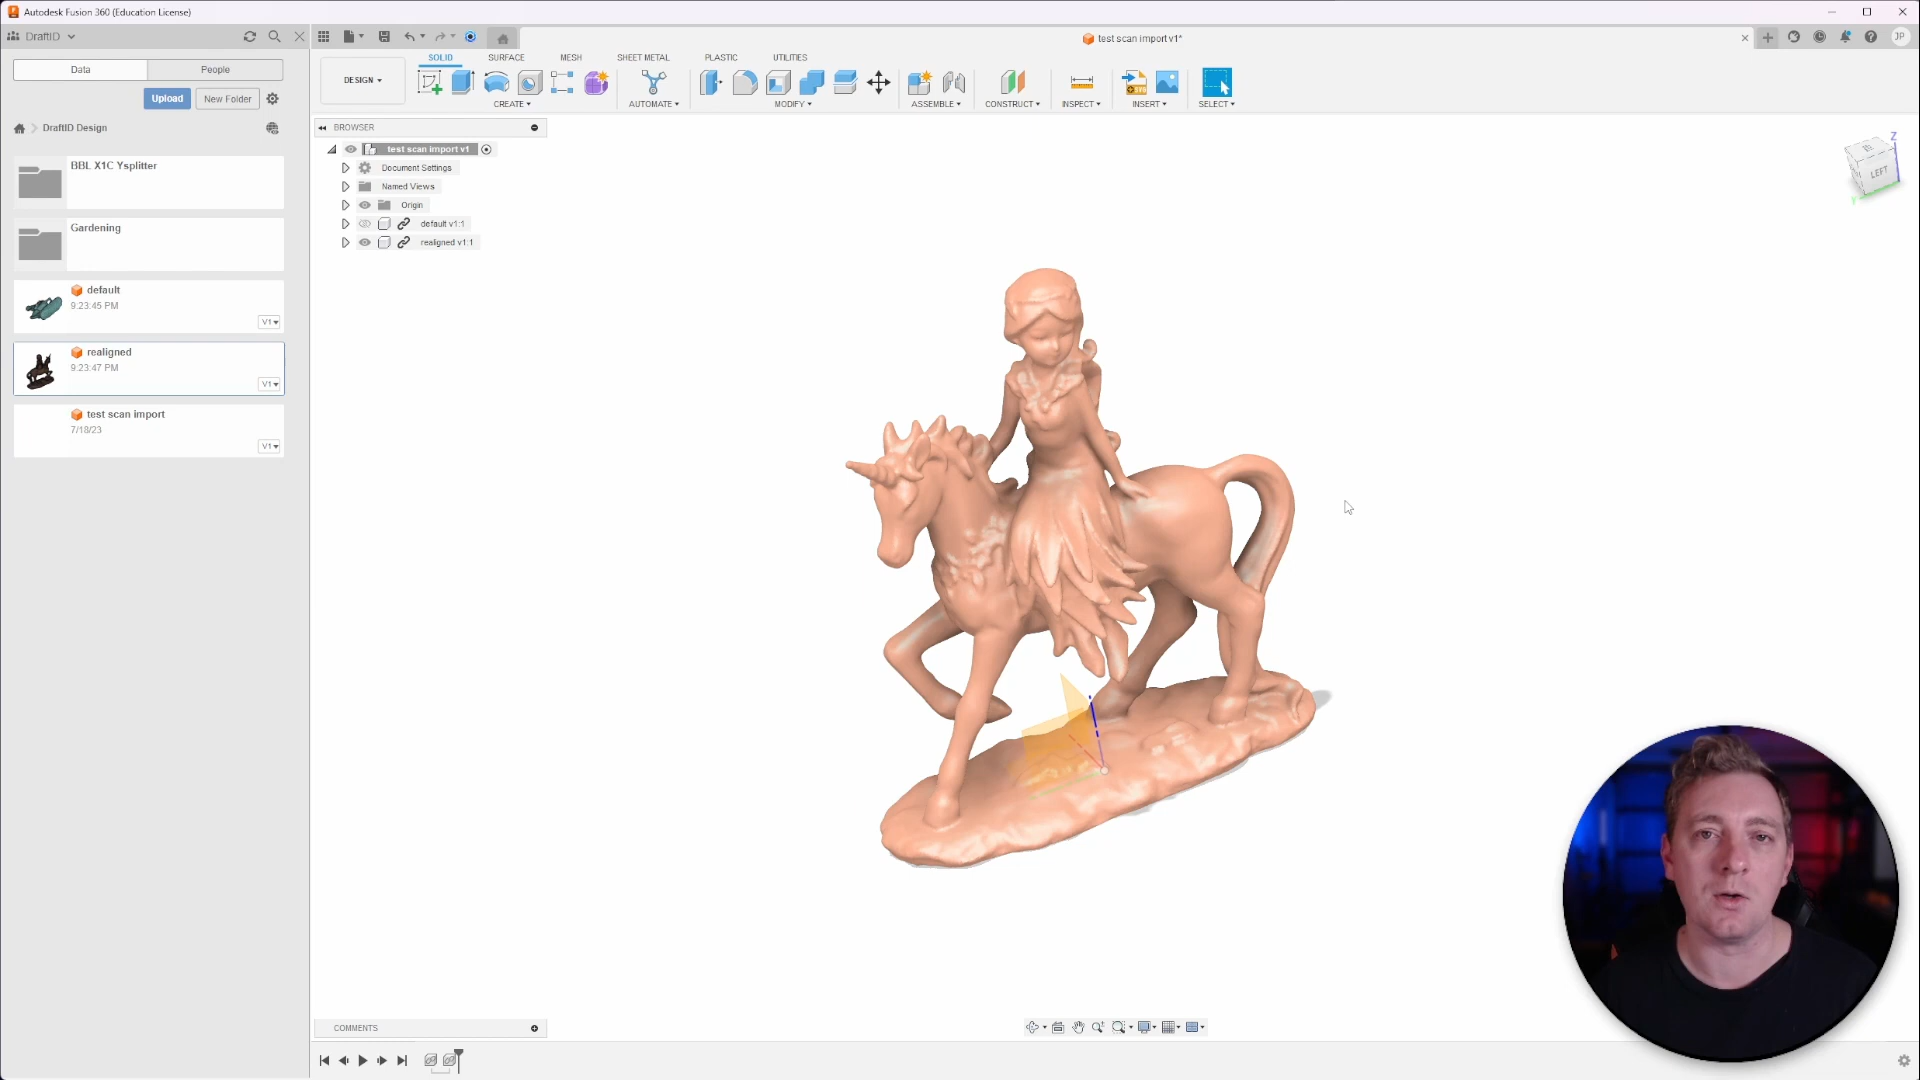 Autodesk Fusion 360 (Education License)
DraftID
test scan import v1*
JP
Data
People
Upload
New Folder
DraftID Design
BBL X1C Ysplitter
Gardening
default
9:23:45 PM
V1
realigned
9:23:47 PM
V1
test scan import
7/18/23
V1
SOLID
SURFACE
MESH
SHEET METAL
PLASTIC
UTILITIES
DESIGN
CREATE
AUTOMATE
MODIFY
ASSEMBLE
CONSTRUCT
INSPECT
INSERT
SELECT
BROWSER
test scan import v1
Document Settings
Named Views
Origin
default v1:1
realigned v1:1
Z
LEFT
Y
COMMENTS